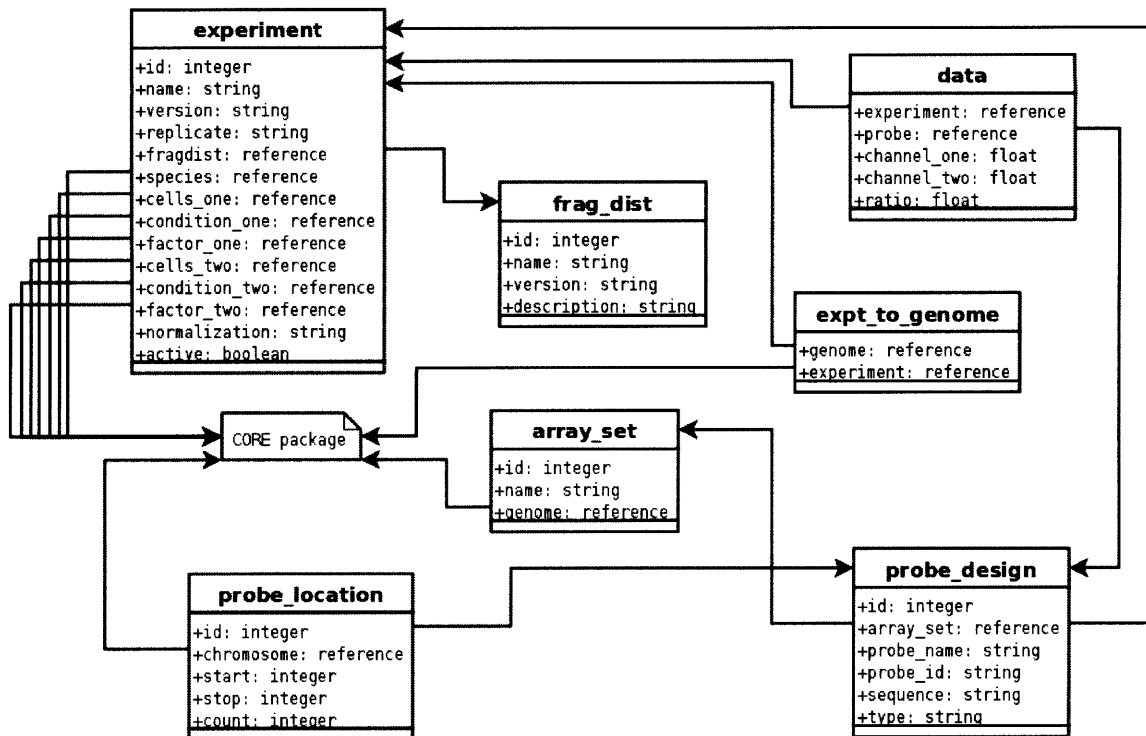 experiment
+id: integer
+name: string
+version: string
+replicate: string
+fragdist: reference
+species: reference
+cells_one: reference
+condition_one: reference
+factor_one: reference
+cells_two: reference
+condition_two: reference
+factor_two: reference
+normalization: string
+active: boolean
data
+experiment: reference
+probe: reference
+channel_one: float
+channel_two: float
+ratio: float
frag_dist
+id: integer
+name: string
+version: string
+description: string
expt_to_genome
+genome: reference
+experiment: reference
CORE package
array_set
+id: integer
+name: string
+genome: reference
probe_location
+id: integer
+chromosome: reference
+start: integer
+stop: integer
+count: integer
probe_design
+id: integer
+array_set: reference
+probe_name: string
+probe_id: string
+sequence: string
+type: string